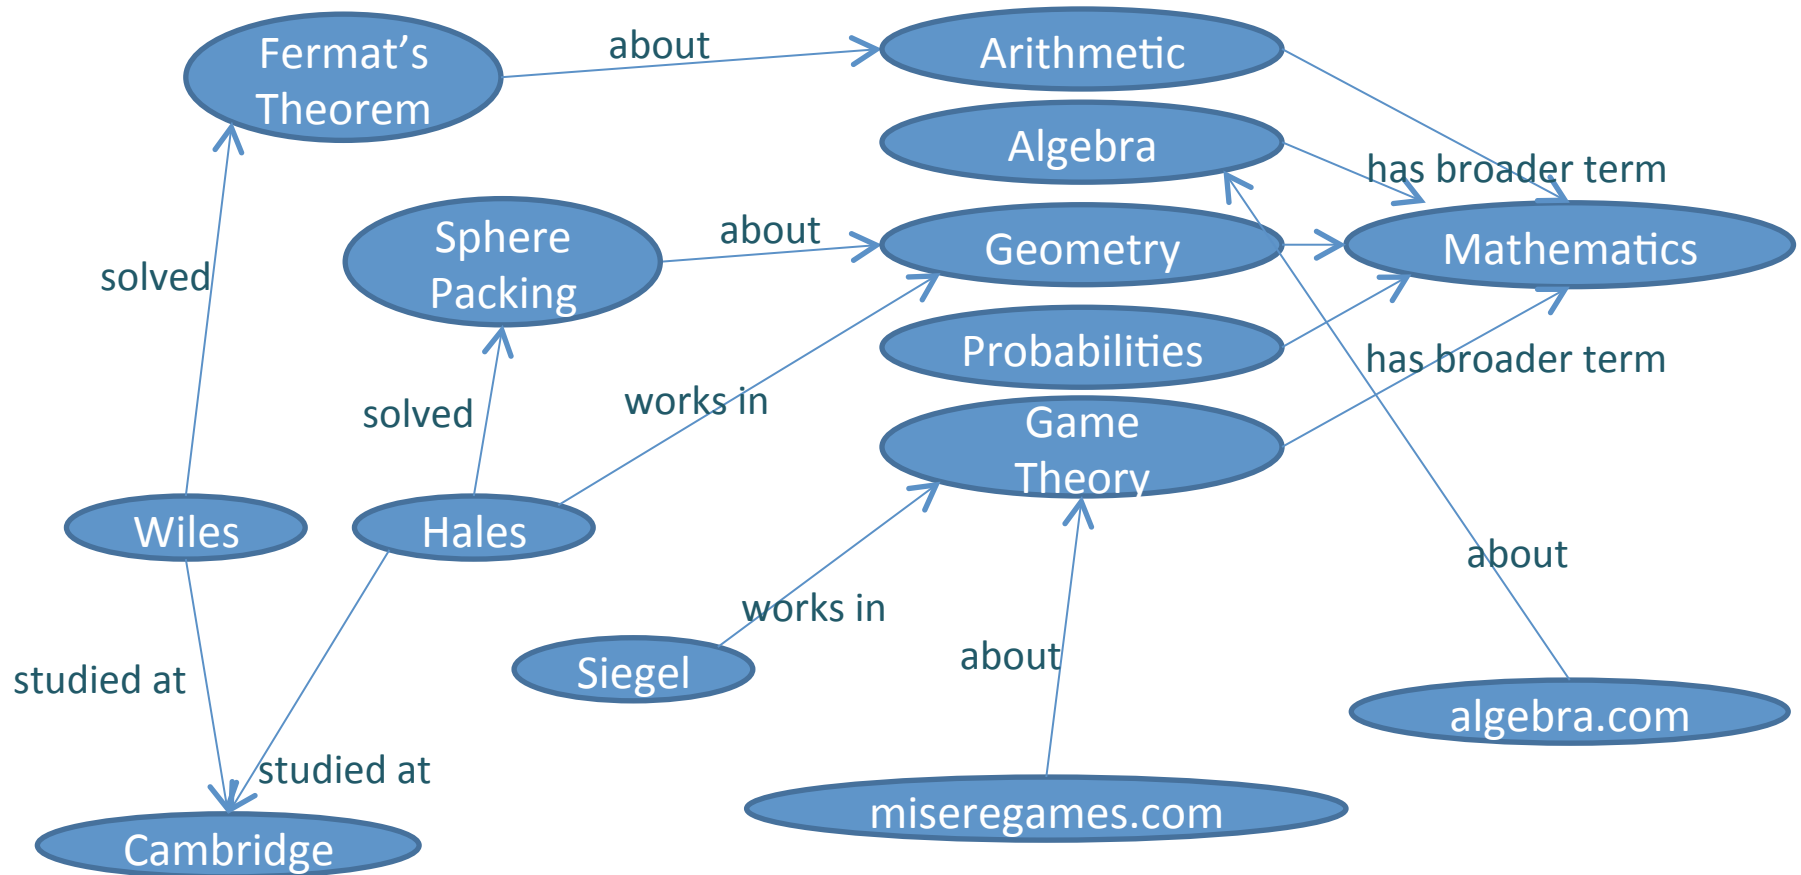 Fermat's
Theorem
about
Arithmetic
Algebra
has broader term
Sphere
Packing
about
Geometry
Mathematics
solved
Probabilities
has broader term
solved
works in
Game
Theory
Wiles
Hales
about
works in
Siegel
about
studied at
algebra.com
studied at
miseregames.com
Cambridge